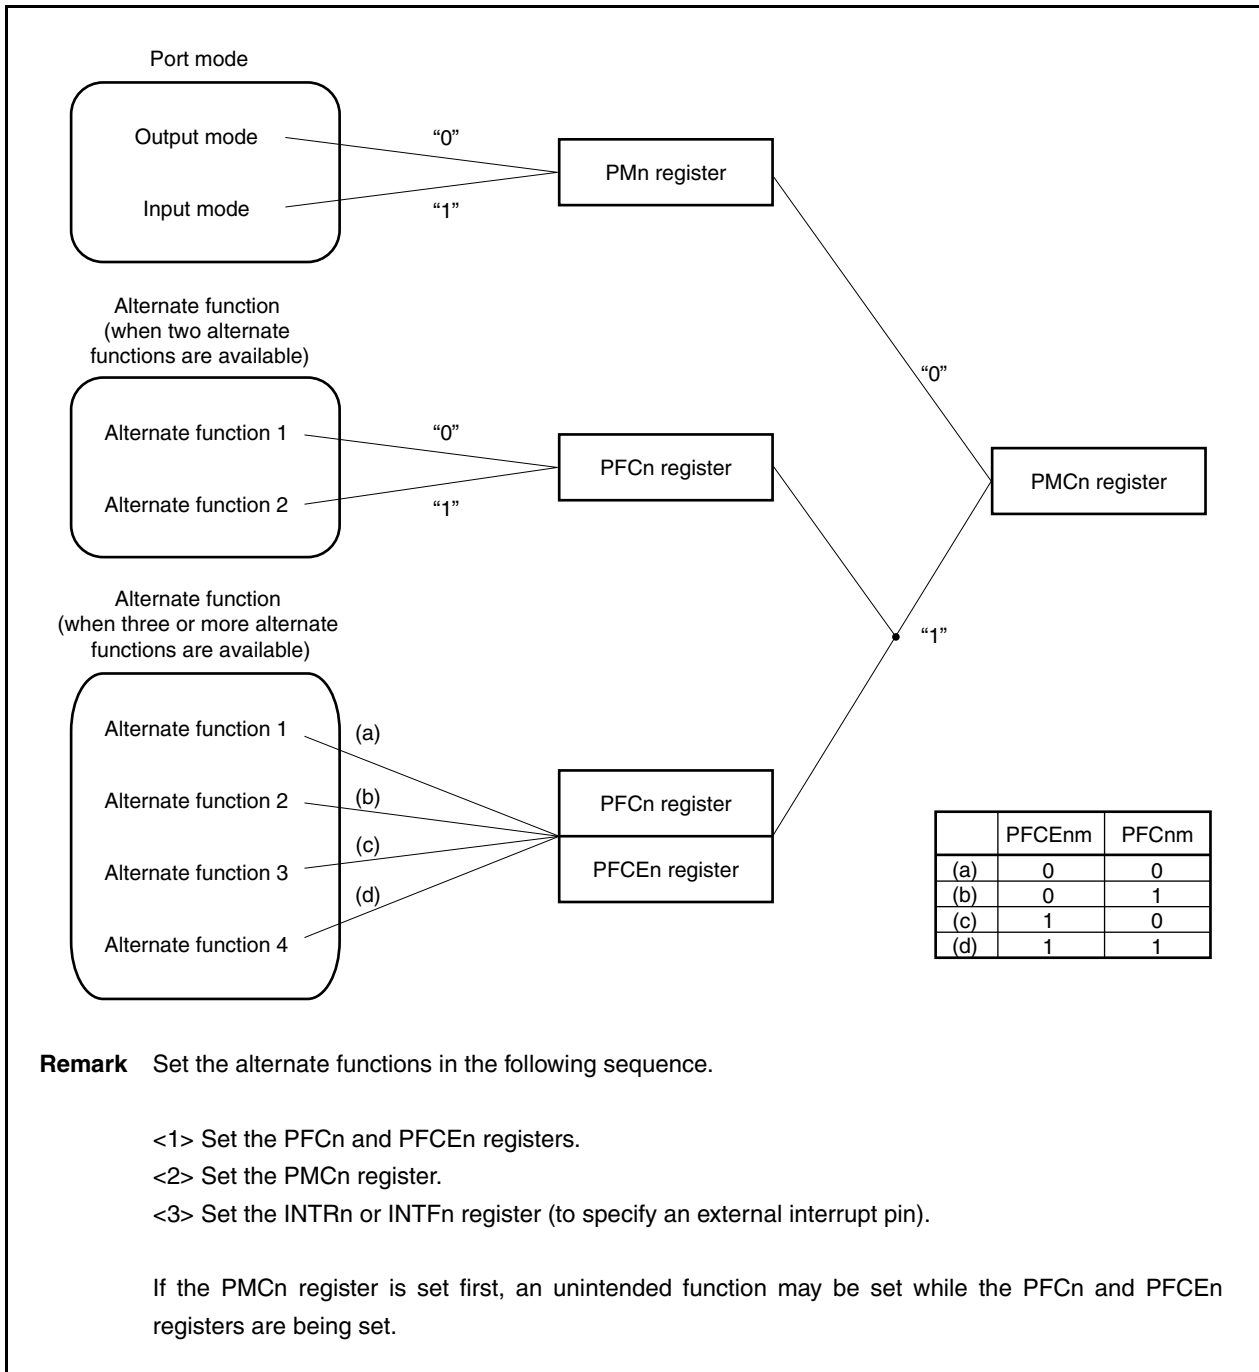 Port mode
Output mode
“0”
PMn register
Input mode
“1”
Alternate function
(when two alternate
functions are available)
“0”
Alternate function 1
“0”
PFCn register
PMCn register
Alternate function 2
“1”
Alternate function
(when three or more alternate
functions are available)
“1”
Alternate function 1
(a)
Alternate function 2
(b)
PFCn register
(c)
Alternate function 3
PFCEn register
(d)
Alternate function 4
PFCEnm PFCnm
(a) 0 0
(b) 0 1
(c) 1 0
(d) 1 1
Remark Set the alternate functions in the following sequence.
<1> Set the PFCn and PFCEn registers.
<2> Set the PMCn register.
<3> Set the INTRn or INTFn register (to specify an external interrupt pin).
If the PMCn register is set first, an unintended function may be set while the PFCn and PFCEn
registers are being set.